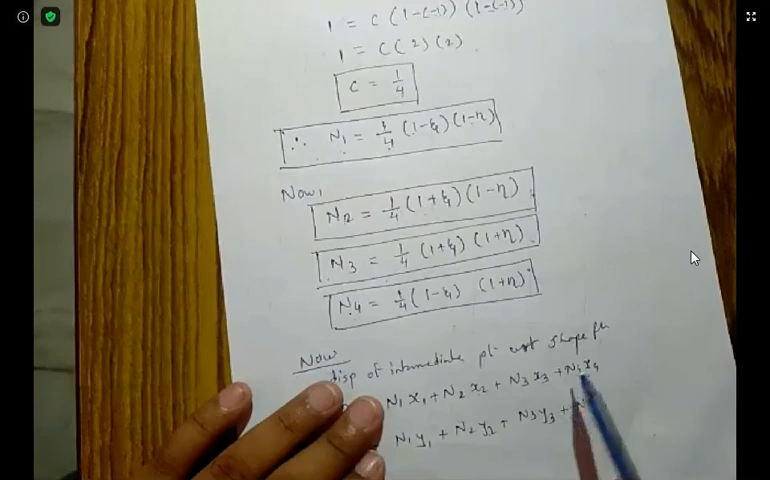 1 = C (1-(-1)) (1-(-1))
1 = C ( 2 ) ( 2 )
C = 1/4
∴ N1 = 1/4 (1-ξ) (1-η)
Now,
N2 = 1/4 (1+ξ) (1-η)
N3 = 1/4 (1+ξ) (1+η)
N4 = 1/4 (1-ξ) (1+η)
Now
disp of intermediate pt wrt shape fn
N1 x1 + N2 x2 + N3 x3 + N4 x4
N1 y1 + N2 y2 + N3 y3 +